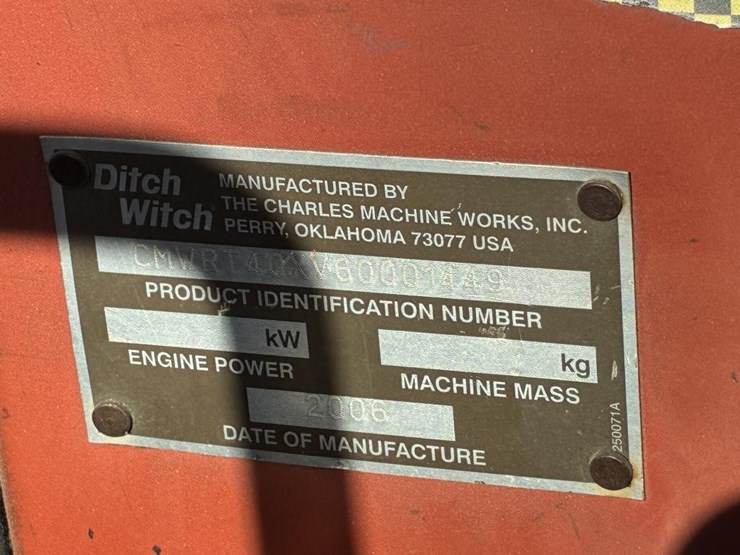 Ditch Witch
MANUFACTURED BY
THE CHARLES MACHINE WORKS, INC.
PERRY, OKLAHOMA 73077 USA
CMWRT40XV60001449
PRODUCT IDENTIFICATION NUMBER
kW
ENGINE POWER
kg
MACHINE MASS
2006
DATE OF MANUFACTURE
250071A